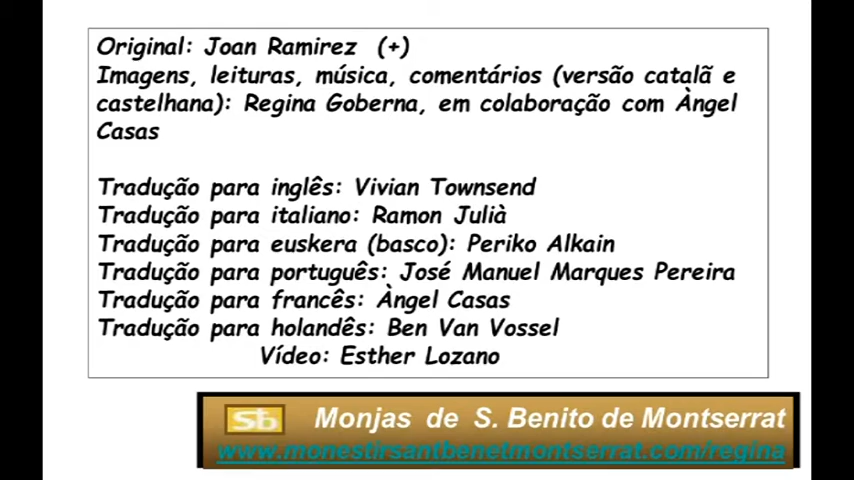 Original: Joan Ramirez (+)
Imagens, leituras, música, comentários (versão catalã e
castelhana): Regina Goberna, em colaboração com Àngel
Casas
Tradução para inglês: Vivian Townsend
Tradução para italiano: Ramon Julià
Tradução para euskera (basco): Periko Alkain
Tradução para português: José Manuel Marques Pereira
Tradução para francês: Àngel Casas
Tradução para holandês: Ben Van Vossel
Vídeo: Esther Lozano
sb Monjas de S. Benito de Montserrat
www.monestirsantbenetmontserrat.com/regina